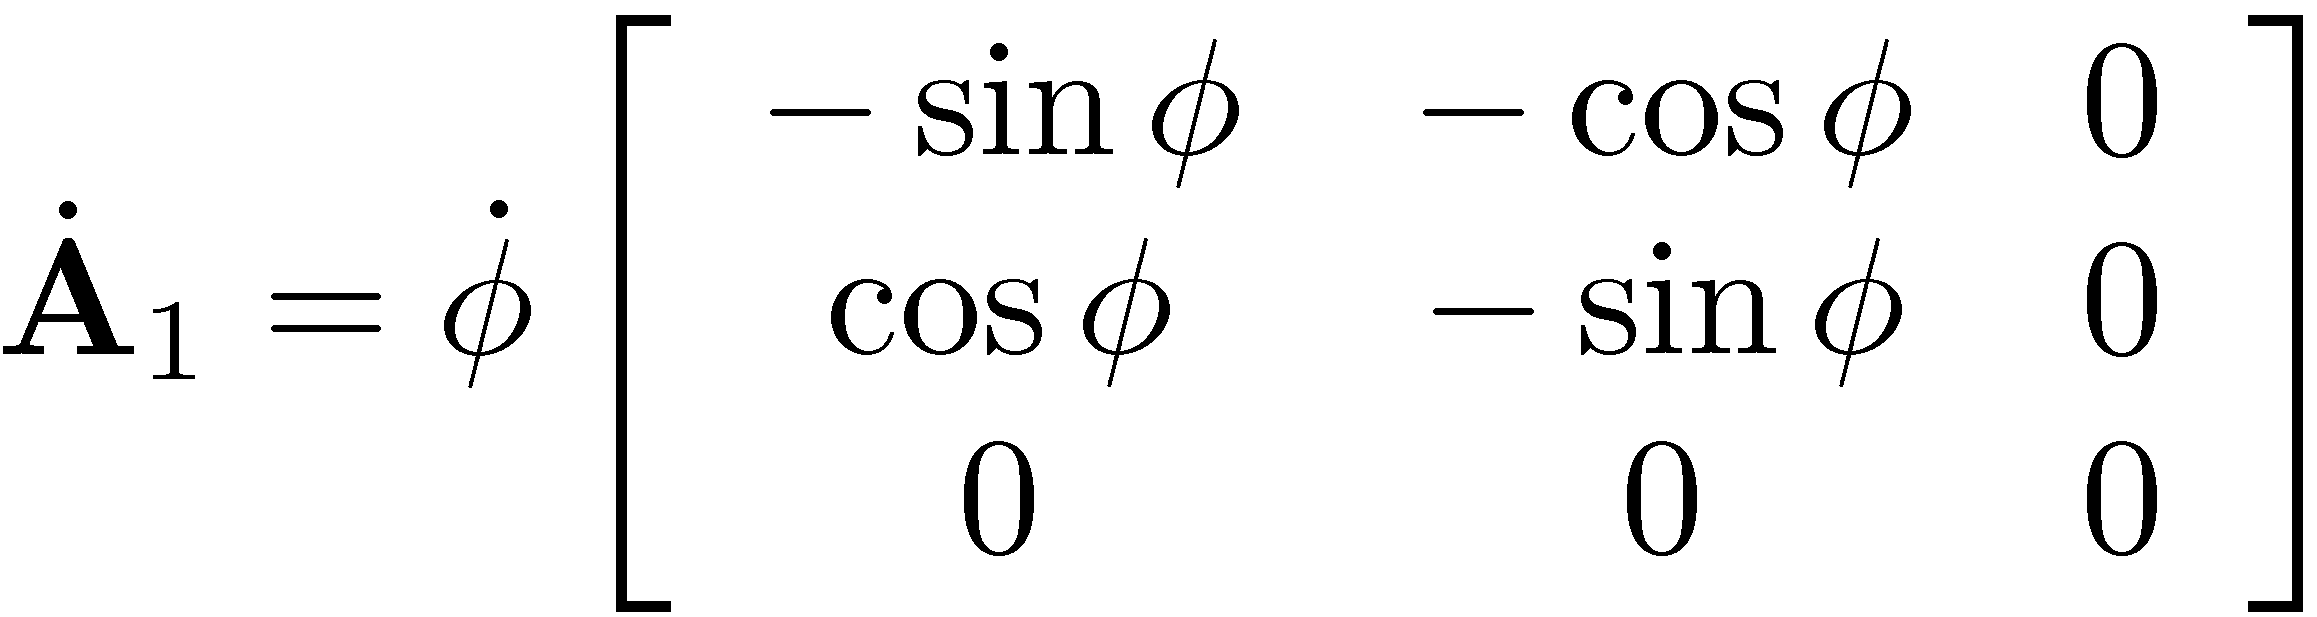 − sin ϕ − cos ϕ 0
Ȧ₁ = ϕ̇ [ cos ϕ − sin ϕ 0 ]
0 0 0